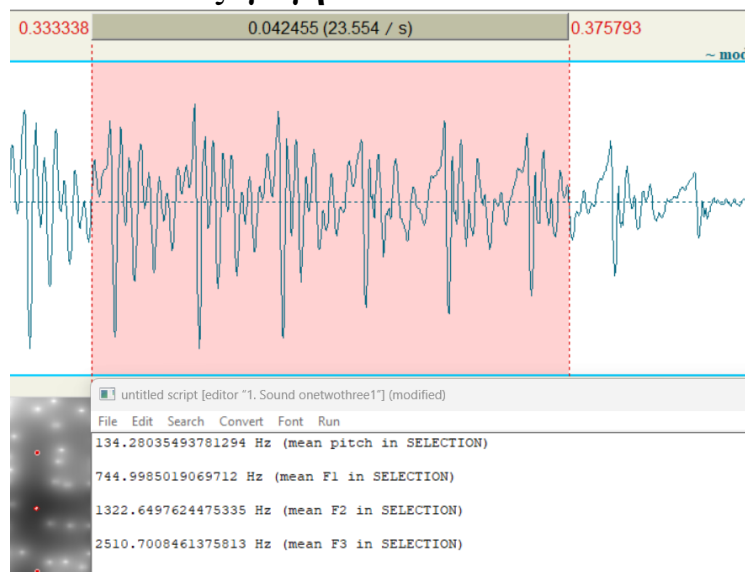 0.333338 0.042455 (23.554 / s) 0.375793
~ mod
untitled script [editor "1. Sound onetwothree1"] (modified)
File Edit Search Convert Font Run
134.28035493781294 Hz (mean pitch in SELECTION)
744.9985019069712 Hz (mean F1 in SELECTION)
1322.6497624475335 Hz (mean F2 in SELECTION)
2510.7008461375813 Hz (mean F3 in SELECTION)